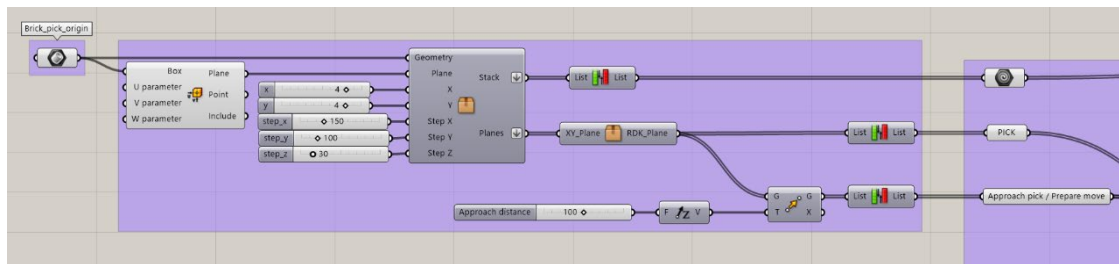 Brick_pick_origin
Box
U parameter
V parameter
W parameter
Plane
Point
Include
x 4
y 4
step_x 150
step_y 100
step_z 30
Geometry
Plane
X
Y
Step X
Step Y
Step Z
Stack
Planes
List List
XY_Plane RDK_Plane
List List
PICK
Approach distance 100
F Z V
G G
T X
List List
Approach pick / Prepare move